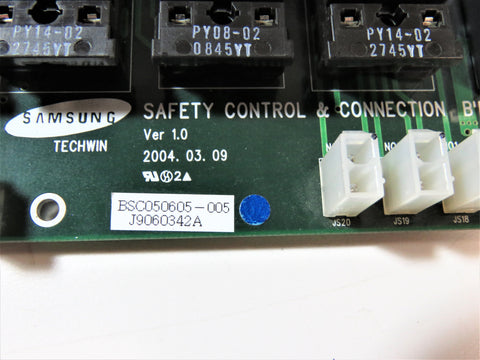 PY14-02
2745YT
PY08-02
0845YT
PY14-02
2745YT
SAMSUNG
TECHWIN
SAFETY CONTROL & CONNECTION B'
Ver 1.0
2004. 03. 09
BSC050605-005
J9060342A
JS20
JS19
JS18